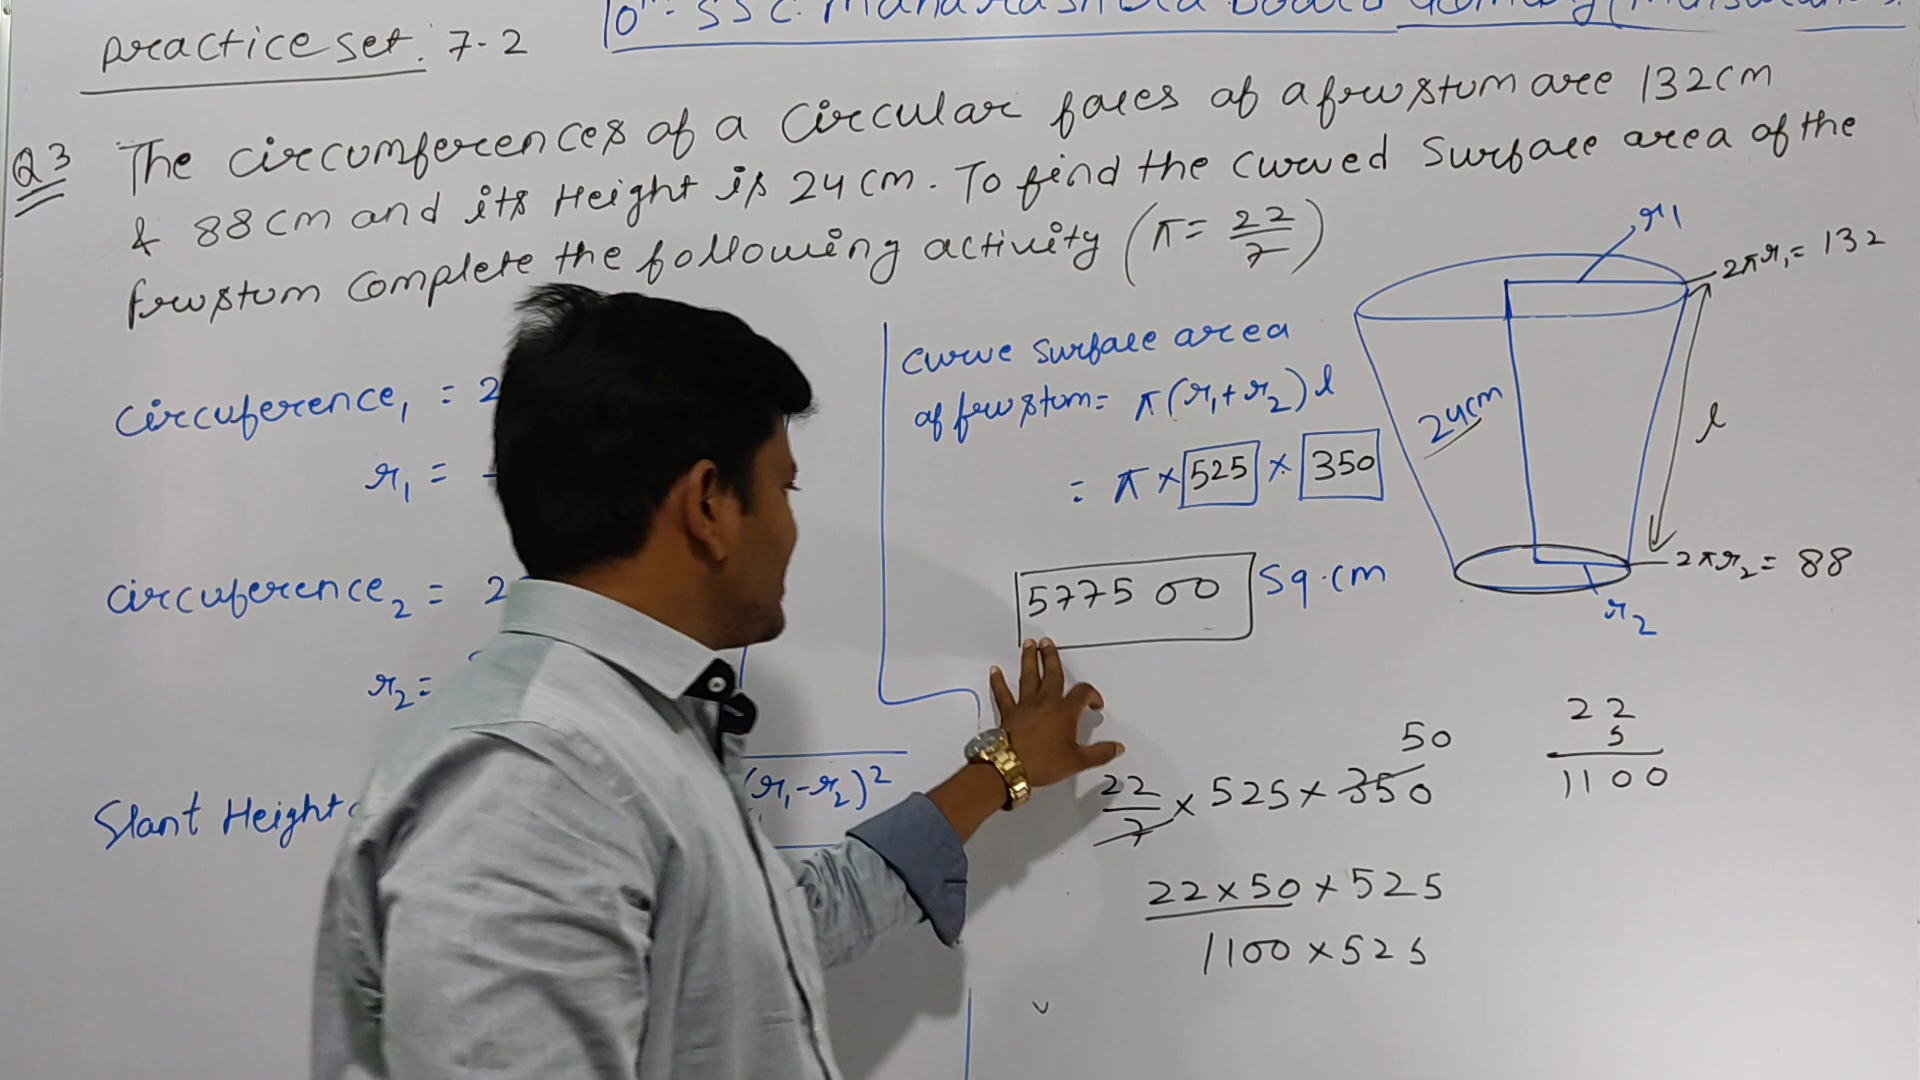 Practice set: 7.2
10th SSC Maharashtra Board Geometry
Q3 The circumferences of a circular faces of a frustum are 132cm
& 88cm and its Height is 24cm. To find the curved surface area of the
frustum complete the following activity (π = 22/7)
circuference₁ = 2
r₁ =
circuference₂ = 2
r₂ =
Slant Height
(r₁-r₂)²
curve surface area
of frustum = π(r₁+r₂)l
= π × 525 × 350
577500 sq.cm
r₁
2πr₁ = 132
24cm
l
2πr₂ = 88
r₂
50
22/7 × 525 × 350
22 × 50 × 525
1100 × 525
22
5
1100